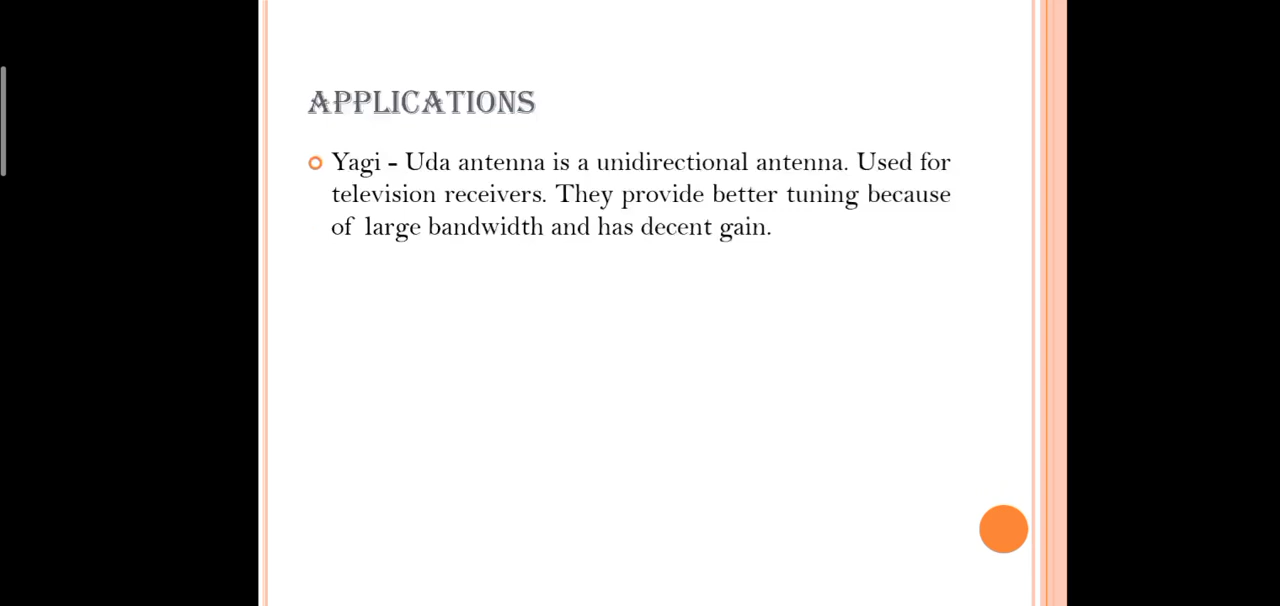 APPLICATIONS
Yagi - Uda antenna is a unidirectional antenna. Used for
television receivers. They provide better tuning because
of large bandwidth and has decent gain.